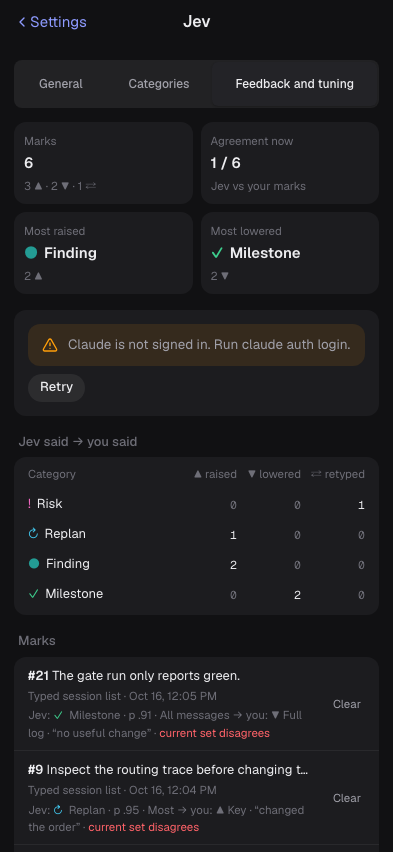 Settings
Jev
General Categories Feedback and tuning
Marks
6
3 ▲ · 2 ▼ · 1 ⇄
Agreement now
1 / 6
Jev vs your marks
Most raised
Finding
2 ▲
Most lowered
✓ Milestone
2 ▼
Claude is not signed in. Run claude auth login.
Retry
Jev said → you said
Category ▲ raised ▼ lowered ⇄ retyped
! Risk 0 0 1
↻ Replan 1 0 0
Finding 2 0 0
✓ Milestone 0 2 0
Marks
#21 The gate run only reports green.
Typed session list · Oct 16, 12:05 PM
Jev: ✓ Milestone · p .91 · All messages → you: ▼ Full
log · “no useful change” · current set disagrees
Clear
#9 Inspect the routing trace before changing t…
Typed session list · Oct 16, 12:04 PM
Jev: ↻ Replan · p .95 · Most → you: ▲ Key · “changed
the order” · current set disagrees
Clear